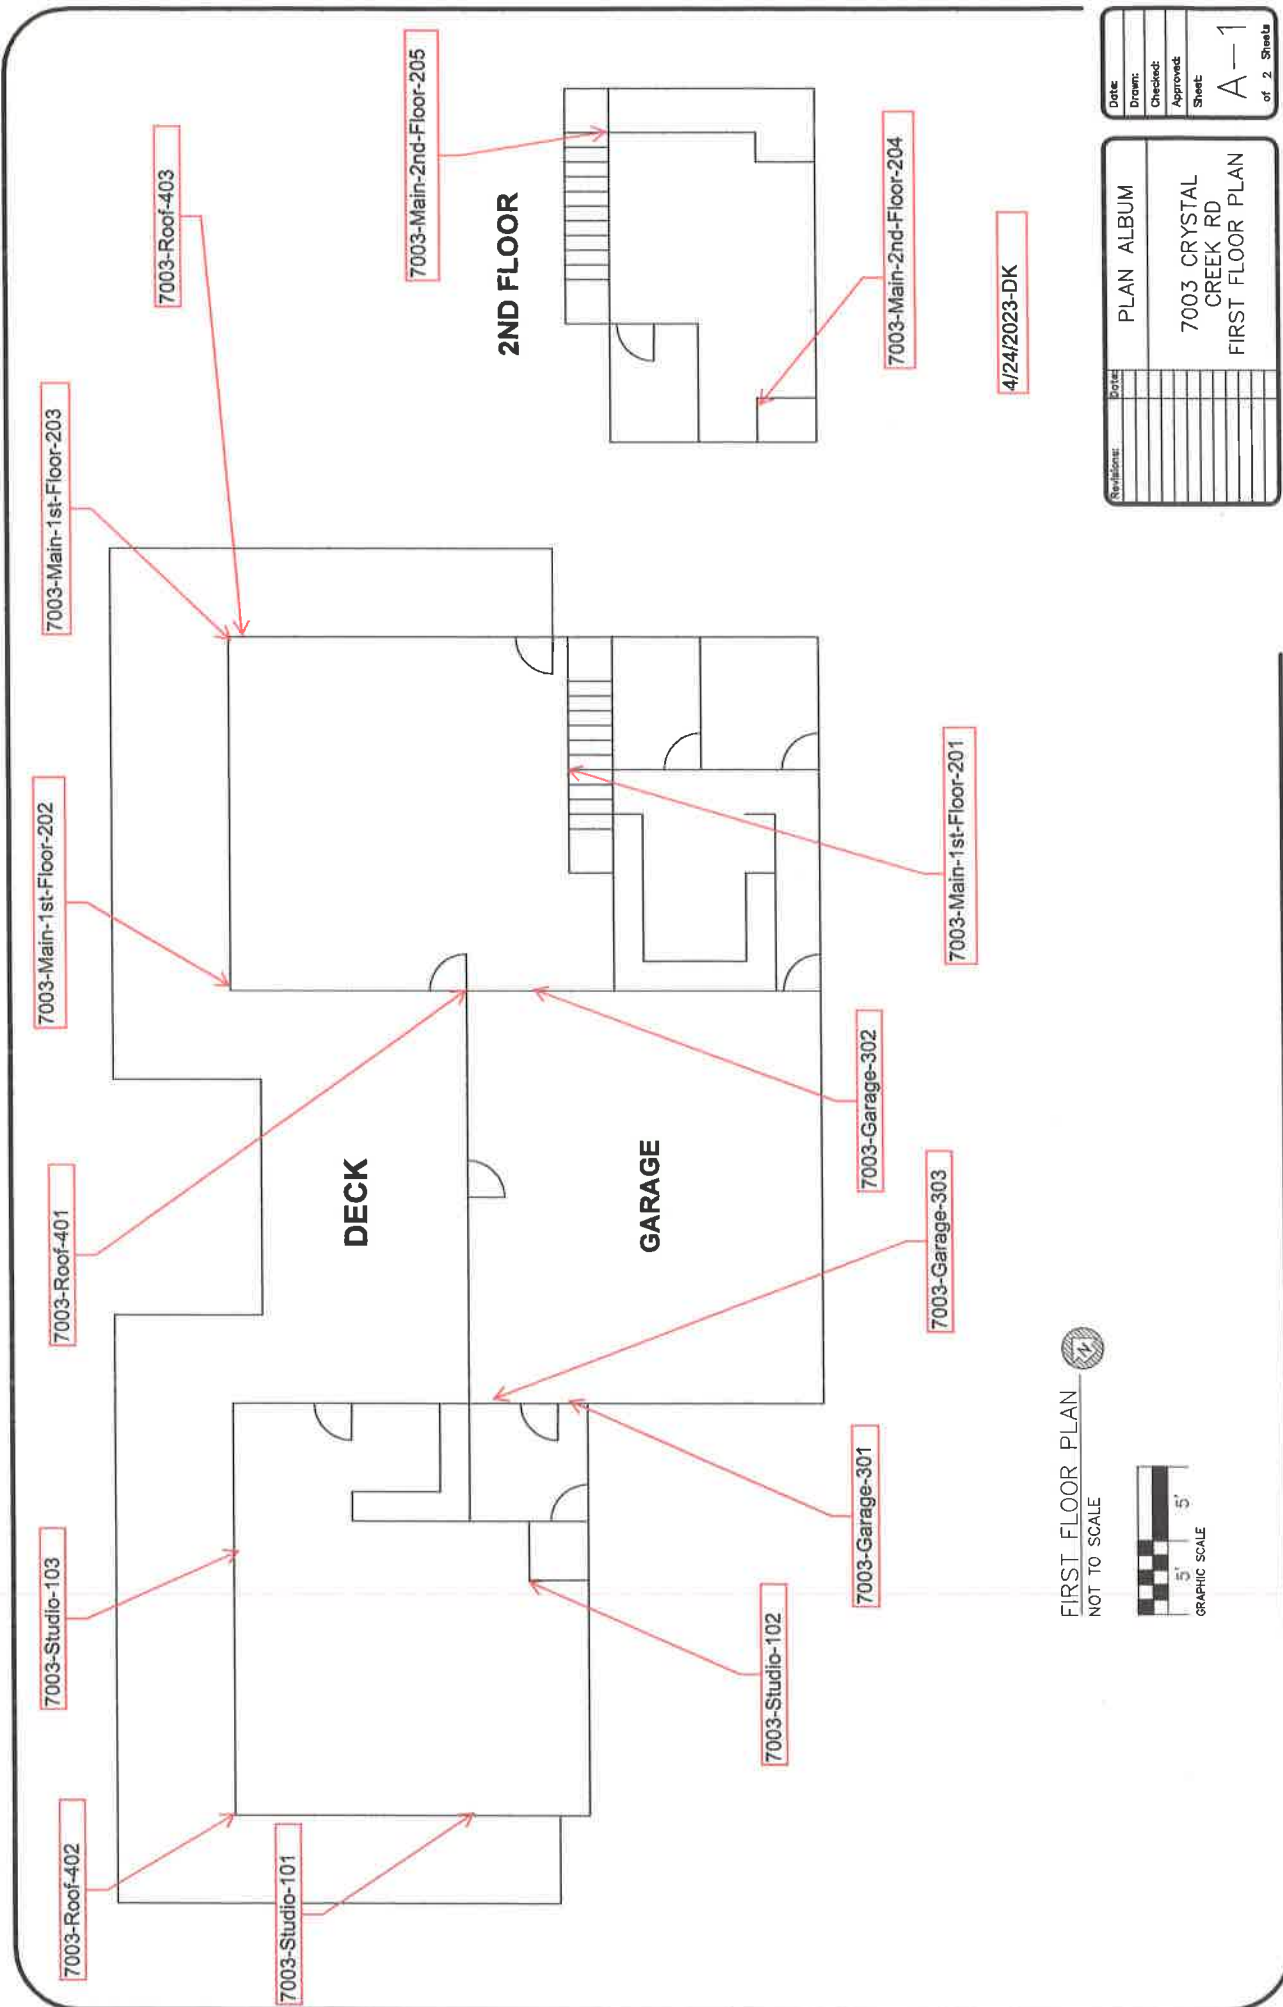 7003-Roof-402
7003-Studio-101
7003-Studio-103
7003-Roof-401
7003-Main-1st-Floor-202
7003-Main-1st-Floor-203
7003-Roof-403
7003-Main-2nd-Floor-205
2ND FLOOR
7003-Main-2nd-Floor-204
DECK
GARAGE
7003-Studio-102
7003-Garage-301
7003-Garage-303
7003-Garage-302
7003-Main-1st-Floor-201
4/24/2023-DK
FIRST FLOOR PLAN
N
NOT TO SCALE
5' 5'
GRAPHIC SCALE
Revisions: Date:
PLAN ALBUM
7003 CRYSTAL
CREEK RD
FIRST FLOOR PLAN
Date:
Drawn:
Checked:
Approved:
Sheet:
A-1
of 2 Sheets